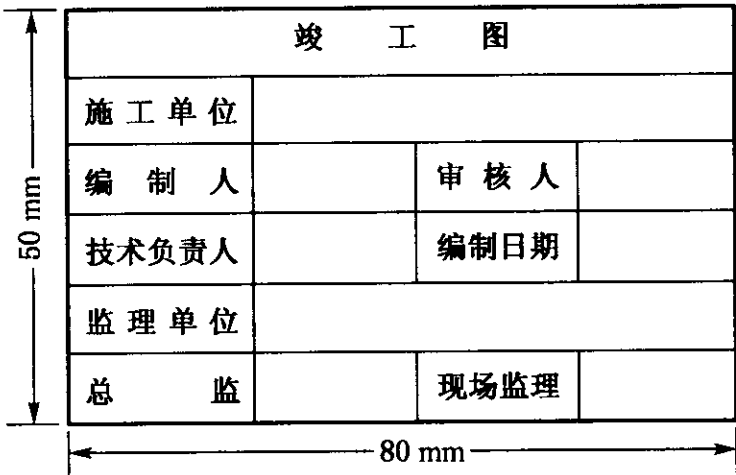 竣 工 图
施工单位
编 制 人 审 核 人
技术负责人 编制日期
监理单位
总 监 现场监理
50 mm
80 mm